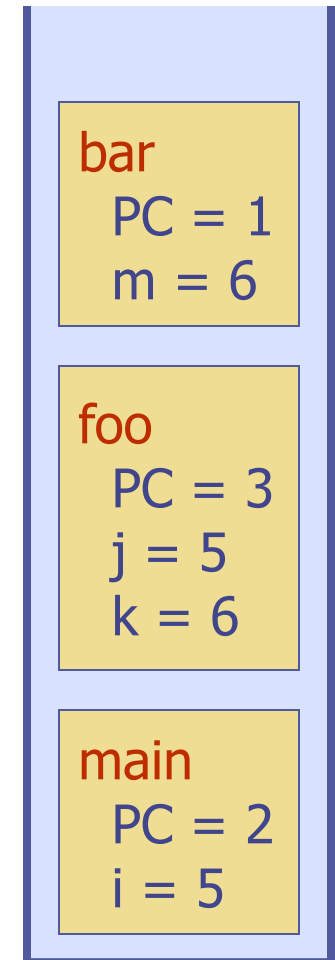 bar
PC = 1
m = 6
foo
PC = 3
j = 5
k = 6
main
PC = 2
i = 5